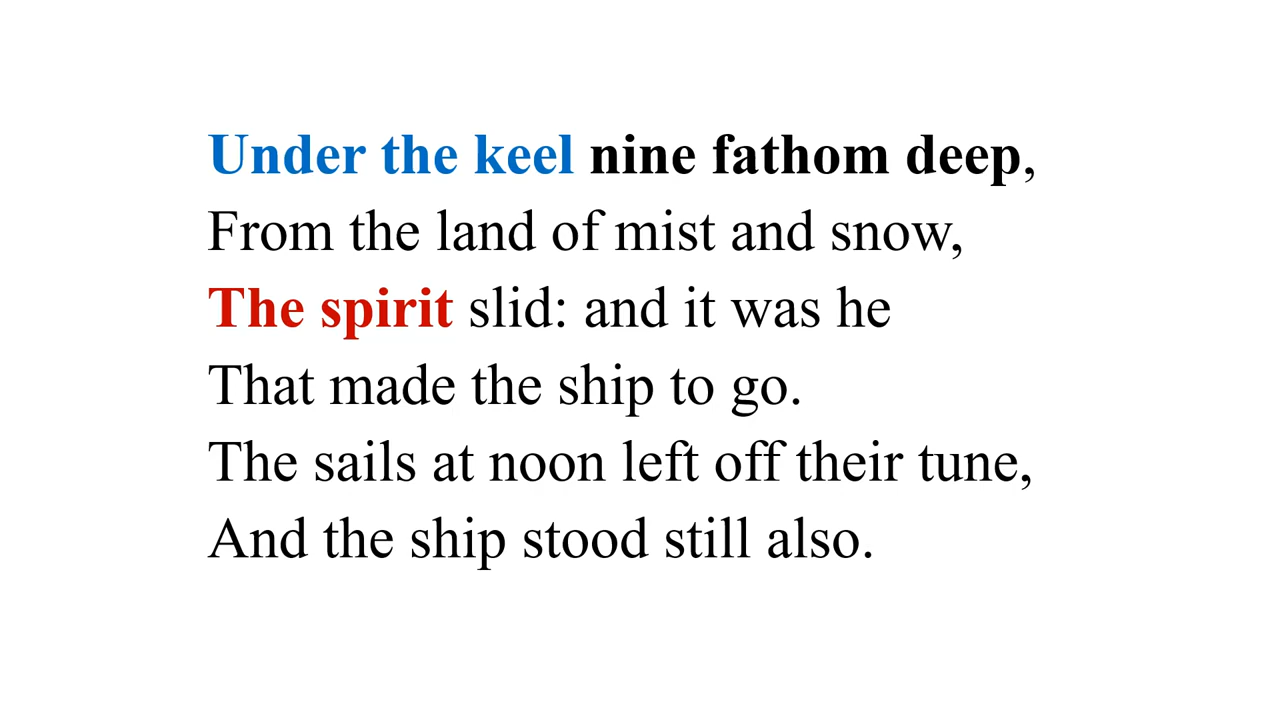 Under the keel nine fathom deep,
From the land of mist and snow,
The spirit slid: and it was he
That made the ship to go.
The sails at noon left off their tune,
And the ship stood still also.